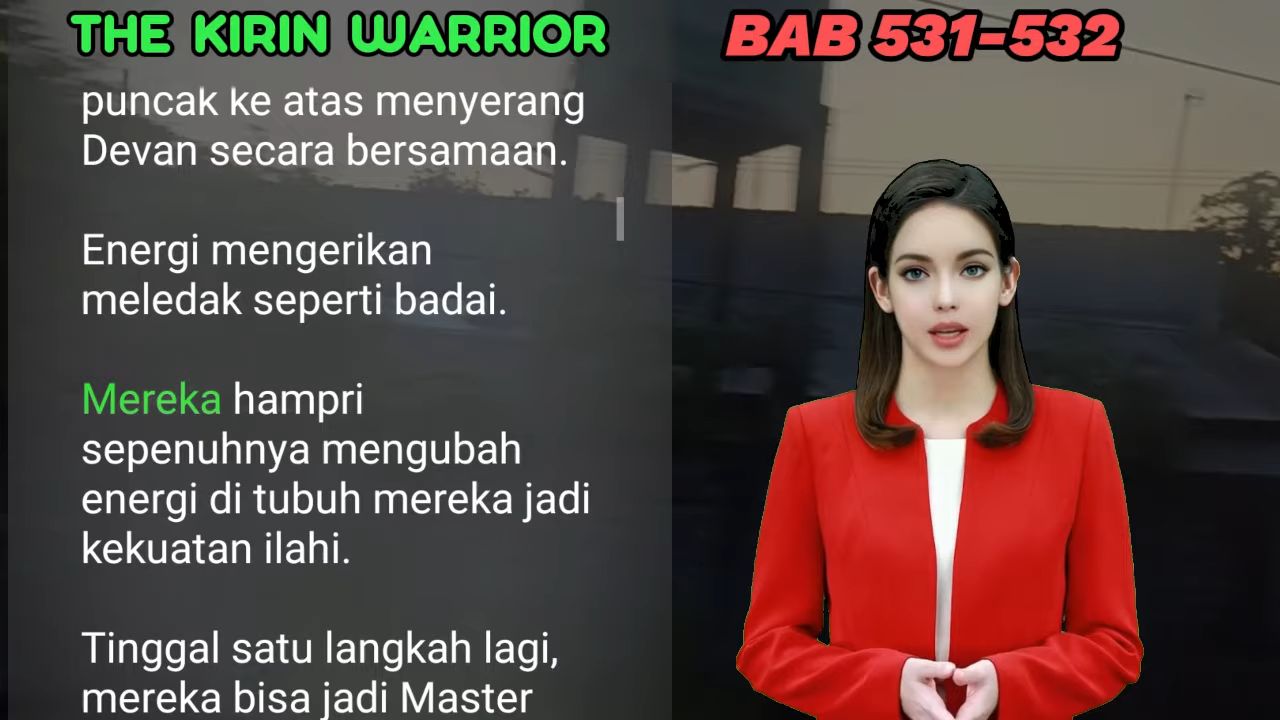 THE KIRIN WARRIOR
BAB 531-532
puncak ke atas menyerang
Devan secara bersamaan.
Energi mengerikan
meledak seperti badai.
Mereka hampri
sepenuhnya mengubah
energi di tubuh mereka jadi
kekuatan ilahi.
Tinggal satu langkah lagi,
mereka bisa jadi Master